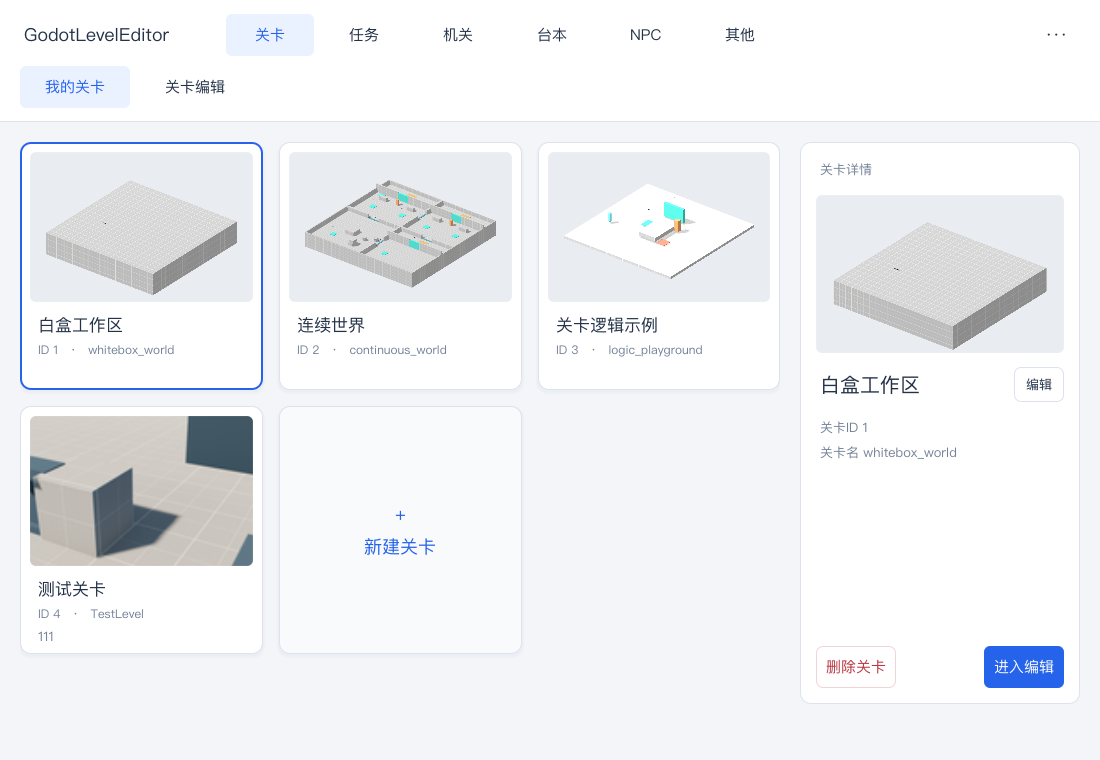 GodotLevelEditor 关卡 任务 机关 台本 NPC 其他 ···
我的关卡 关卡编辑
白盒工作区
ID 1 · whitebox_world
连续世界
ID 2 · continuous_world
关卡逻辑示例
ID 3 · logic_playground
测试关卡
ID 4 · TestLevel
111
+
新建关卡
关卡详情
白盒工作区 编辑
关卡ID 1
关卡名 whitebox_world
删除关卡 进入编辑